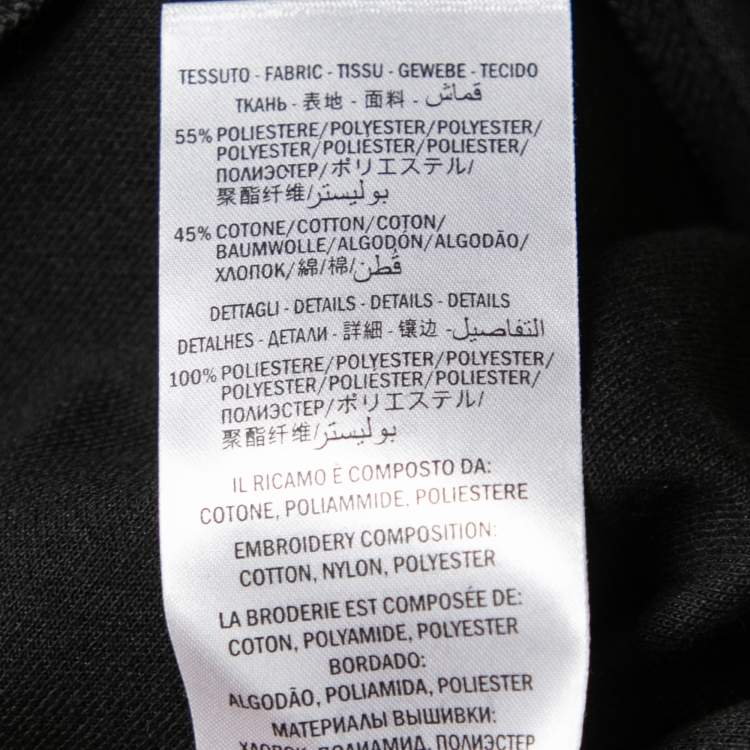 TESSUTO - FABRIC - TISSU - GEWEBE - TECIDO
ТКАНЬ - 表地 - 面料 - قماش
55% POLIESTERE/POLYESTER/POLYESTER/
POLYESTER/POLIÉSTER/POLIÉSTER/
ПОЛИЭСТЕР/ポリエステル/
聚酯纤维/بوليستر
45% COTONE/COTTON/COTON/
BAUMWOLLE/ALGODÓN/ALGODÃO/
ХЛОПОК/綿/棉/قُطن
DETTAGLI - DETAILS - DETAILS - DETAILS
DETALHES - ДЕТАЛИ - 詳細 - 镶边 - التفاصيل
100% POLIESTERE/POLYESTER/POLYESTER/
POLYESTER/POLIÉSTER/POLIÉSTER/
ПОЛИЭСТЕР/ポリエステル/
聚酯纤维/بوليستر
IL RICAMO È COMPOSTO DA:
COTONE, POLIAMMIDE, POLIESTERE
EMBROIDERY COMPOSITION:
COTTON, NYLON, POLYESTER
LA BRODERIE EST COMPOSÉE DE:
COTON, POLYAMIDE, POLYESTER
BORDADO:
ALGODÃO, POLIAMIDA, POLIESTER
МАТЕРИАЛЫ ВЫШИВКИ:
ХЛОПОК, ПОЛИАМИД, ПОЛИЭСТЕР